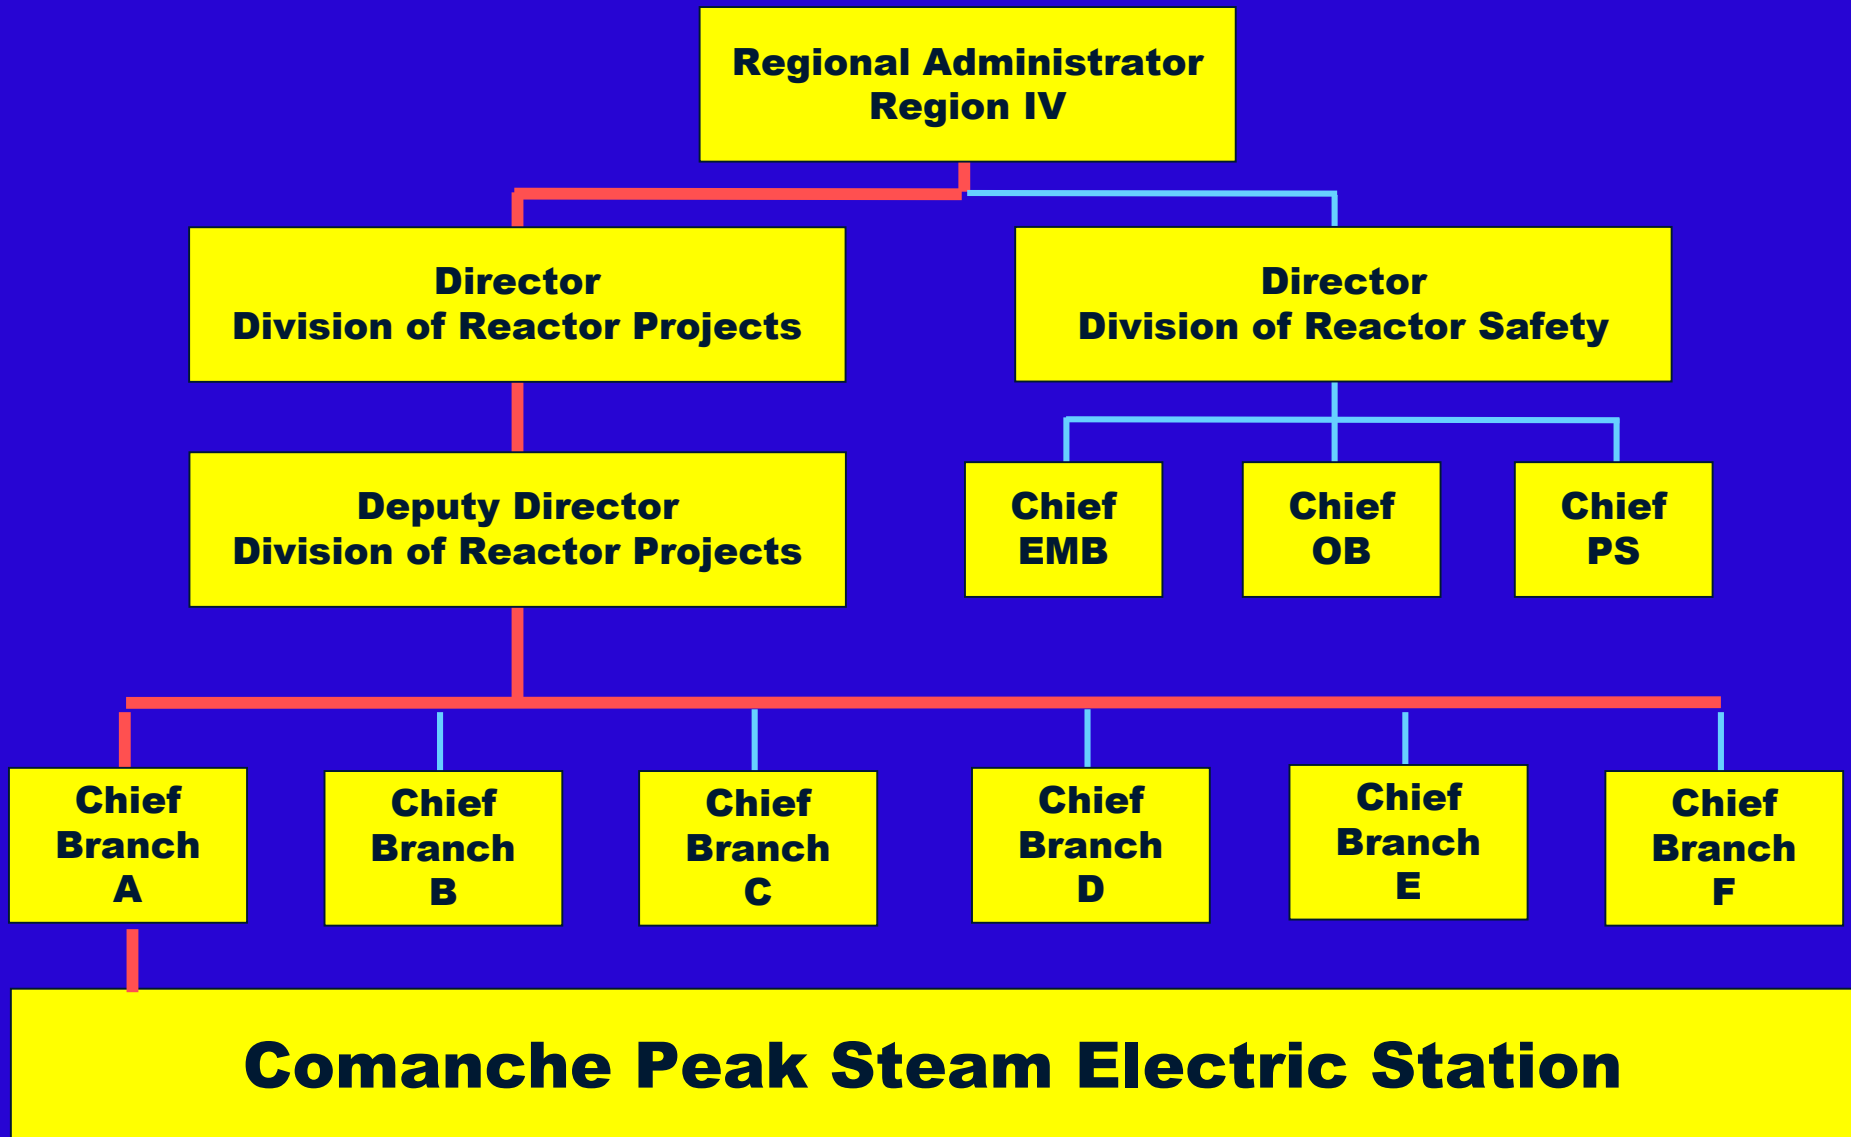 Regional Administrator
Region IV
Director
Division of Reactor Projects
Director
Division of Reactor Safety
Deputy Director
Division of Reactor Projects
Chief
EMB
Chief
OB
Chief
PS
Chief
Branch
A
Chief
Branch
B
Chief
Branch
C
Chief
Branch
D
Chief
Branch
E
Chief
Branch
F
Comanche Peak Steam Electric Station